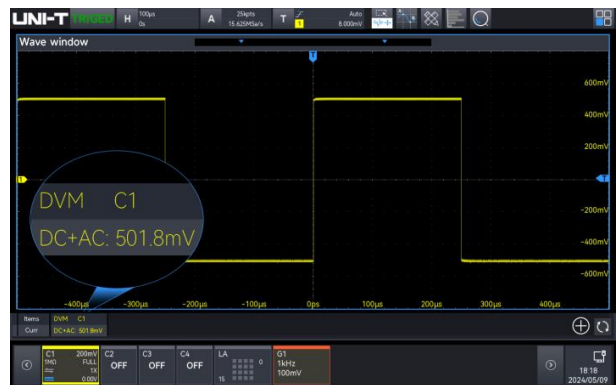 UNI-T TRIGED H 100μs 0s A 25kpts 15.625MSa/s T 1 Auto 8.000mV
Wave window
T
600mV
400mV
200mV
1
T
-200mV
-400mV
-600mV
DVM C1
DC+AC: 501.8mV
-400μs -300μs -200μs -100μs 0ps 100μs 200μs 300μs 400μs
Items DVM C1
Curr DC+AC: 501.8mV
C1 200mV C2 C3 C4 LA G1
1MΩ FULL OFF OFF OFF 0 1kHz
1X 100mV
0.00V 15
18:18
2024/05/09